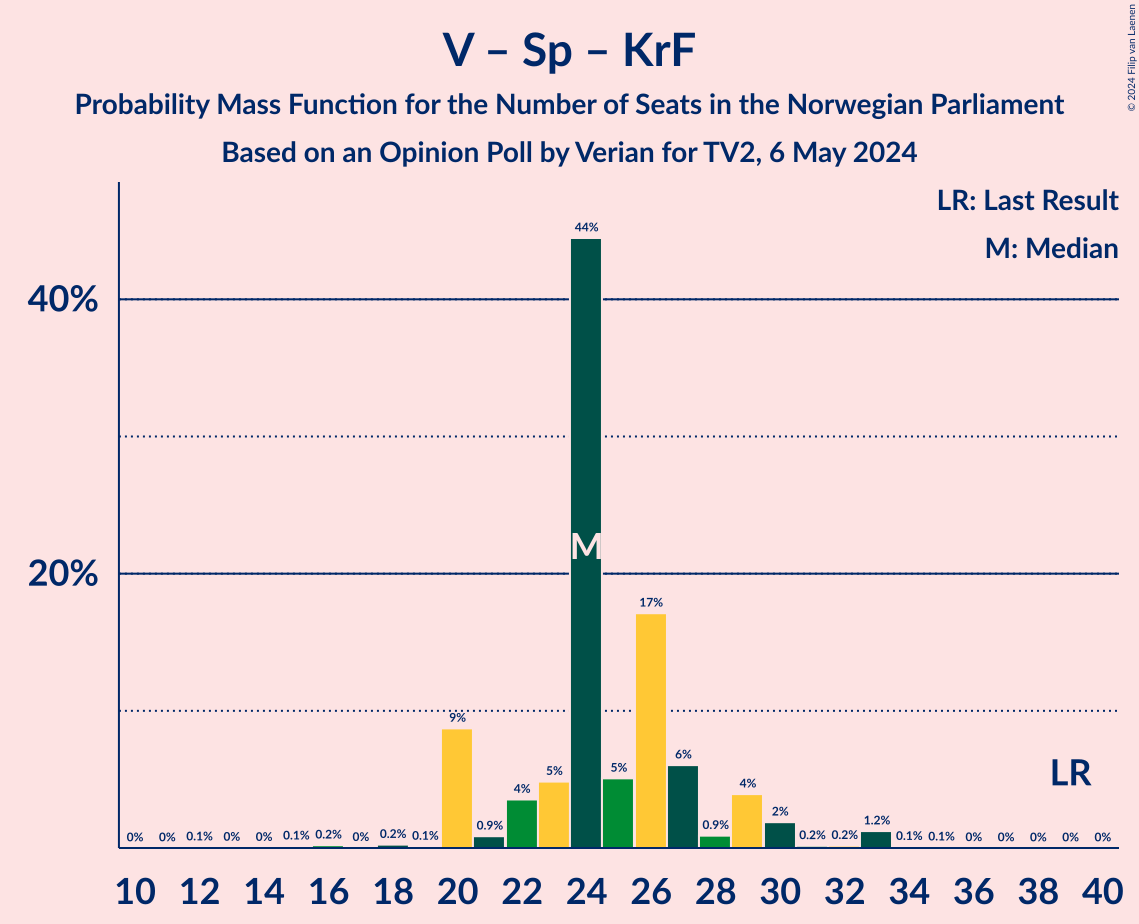 V – Sp – KrF
Probability Mass Function for the Number of Seats in the Norwegian Parliament
Based on an Opinion Poll by Verian for TV2, 6 May 2024
© 2024 Filip van Laenen
LR: Last Result
M: Median
40%
20%
0% 0% 0.1% 0% 0% 0.1% 0.2% 0% 0.2% 0.1% 9% 0.9% 4% 5% 44% 5% 17% 6% 0.9% 4% 2% 0.2% 0.2% 1.2% 0.1% 0.1% 0% 0% 0% 0% 0%
M
LR
10 12 14 16 18 20 22 24 26 28 30 32 34 36 38 40